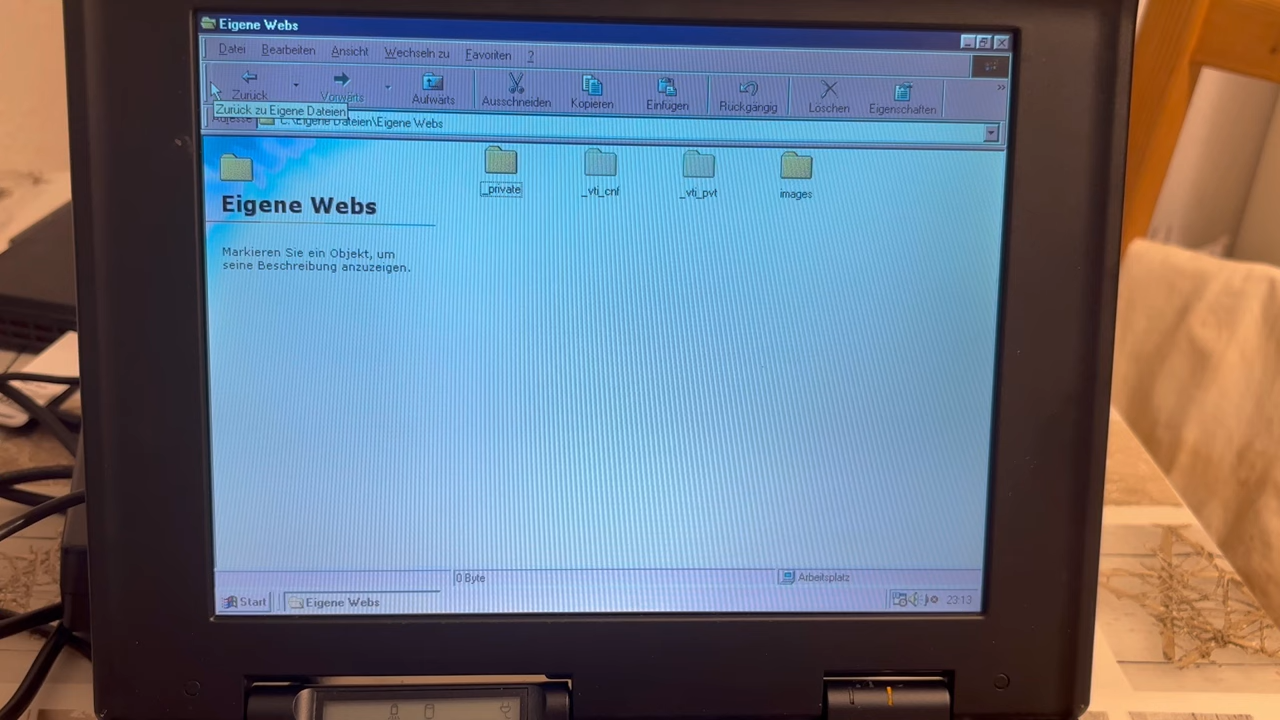 Eigene Webs
Datei Bearbeiten Ansicht Wechseln zu Favoriten ?
Zurück Vorwärts Aufwärts Ausschneiden Kopieren Einfügen Rückgängig Löschen Eigenschaften »
Zurück zu Eigene Dateien
Adresse C:\Eigene Dateien\Eigene Webs
_private _vti_cnf _vti_pvt images
Eigene Webs
Markieren Sie ein Objekt, um
seine Beschreibung anzuzeigen.
0 Byte Arbeitsplatz
Start Eigene Webs 23:13